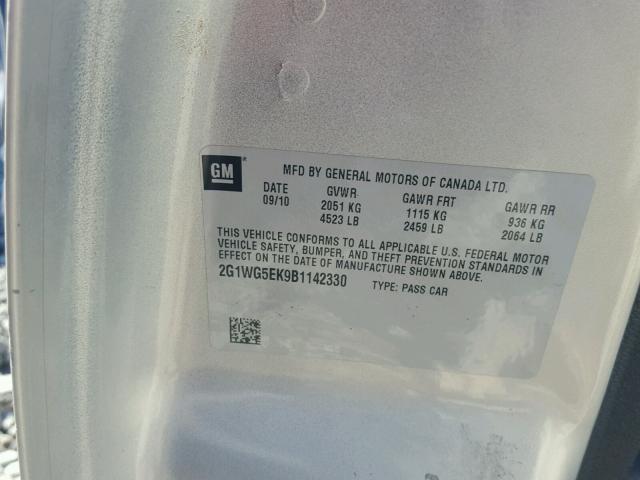 GM
MFD BY GENERAL MOTORS OF CANADA LTD.
DATE GVWR GAWR FRT GAWR RR
09/10 2051 KG 1115 KG 936 KG
4523 LB 2459 LB 2064 LB
THIS VEHICLE CONFORMS TO ALL APPLICABLE U.S. FEDERAL MOTOR
VEHICLE SAFETY, BUMPER, AND THEFT PREVENTION STANDARDS IN
EFFECT ON THE DATE OF MANUFACTURE SHOWN ABOVE.
2G1WG5EK9B1142330 TYPE: PASS CAR